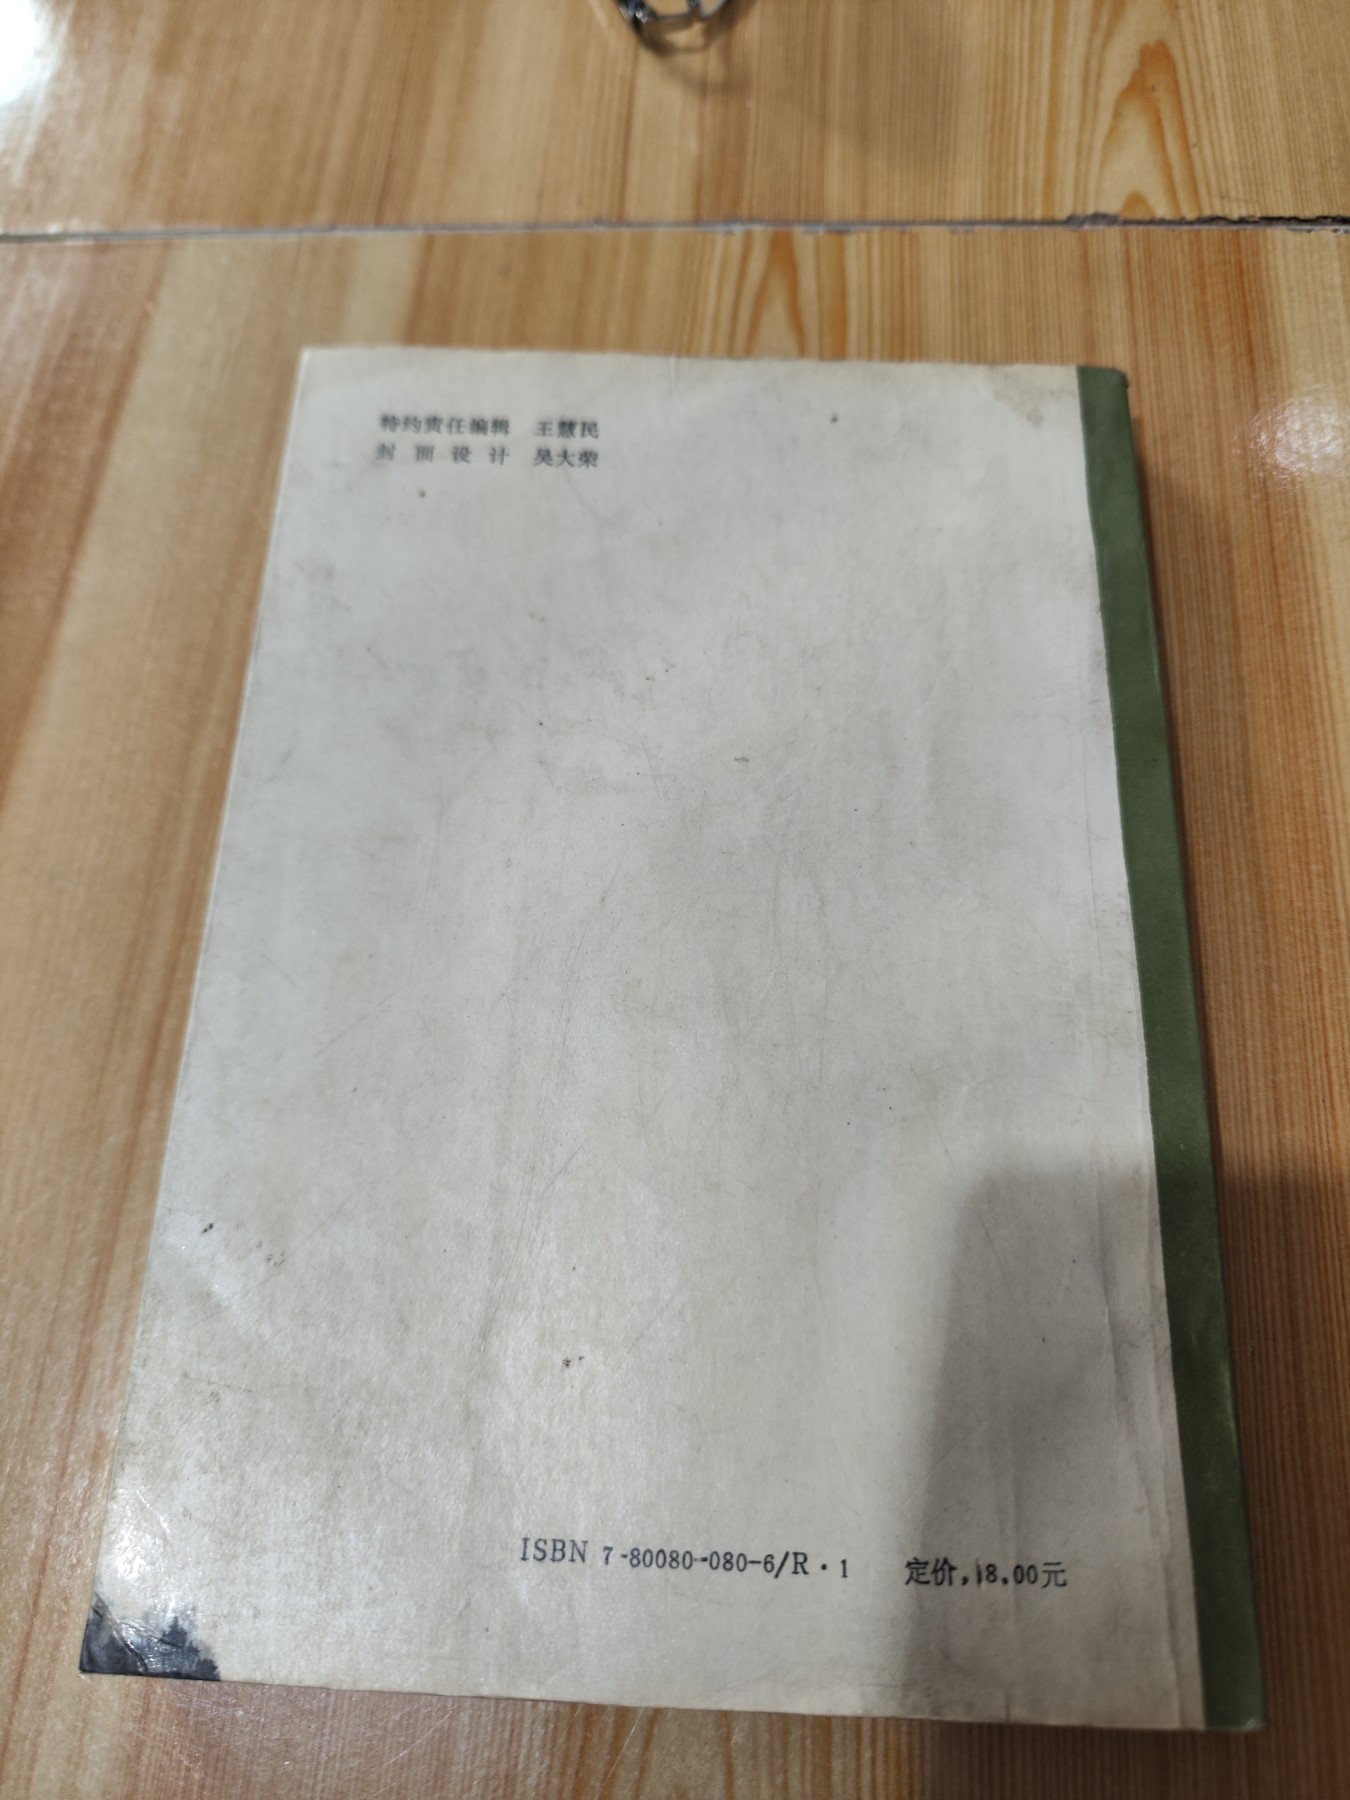 特约责任编辑 王慧民
封面设计 吴大荣
ISBN 7-80080-080-6/R·1 定价,18.00元